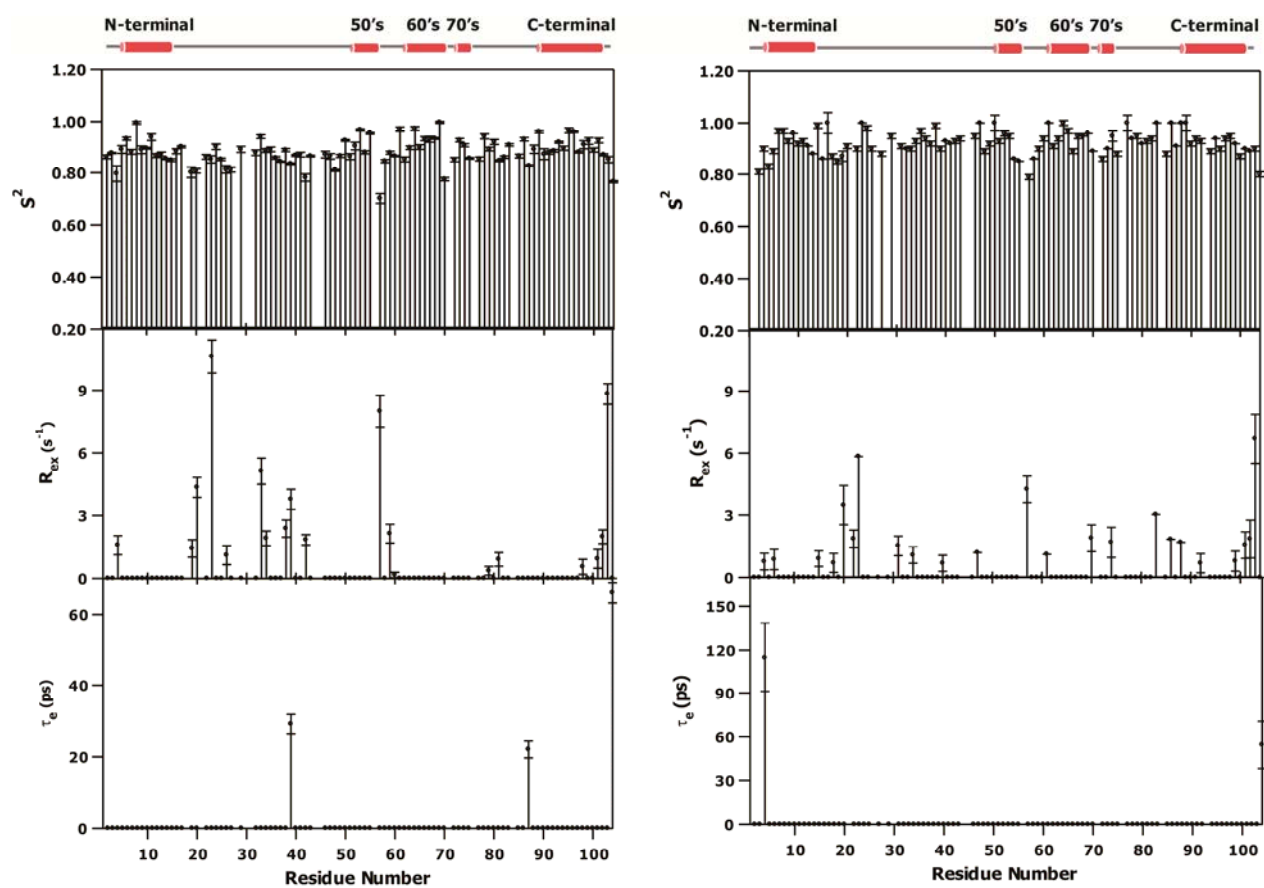 N-terminal 50's 60's 70's C-terminal
1.20
1.00
0.80
0.60
0.40
0.20
S2
9
6
3
0
Rex (s-1)
60
40
20
0
τe (ps)
10 20 30 40 50 60 70 80 90 100
Residue Number
N-terminal 50's 60's 70's C-terminal
1.20
1.00
0.80
0.60
0.40
0.20
S2
9
6
3
0
Rex (s-1)
150
120
90
60
30
0
τe (ps)
10 20 30 40 50 60 70 80 90 100
Residue Number